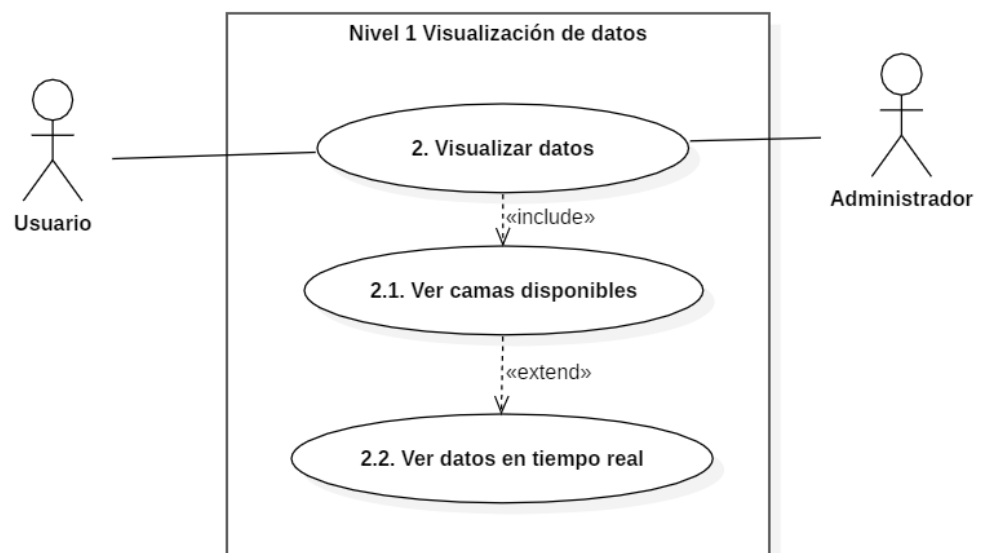 Nivel 1 Visualización de datos
2. Visualizar datos
Usuario
Administrador
«include»
2.1. Ver camas disponibles
«extend»
2.2. Ver datos en tiempo real